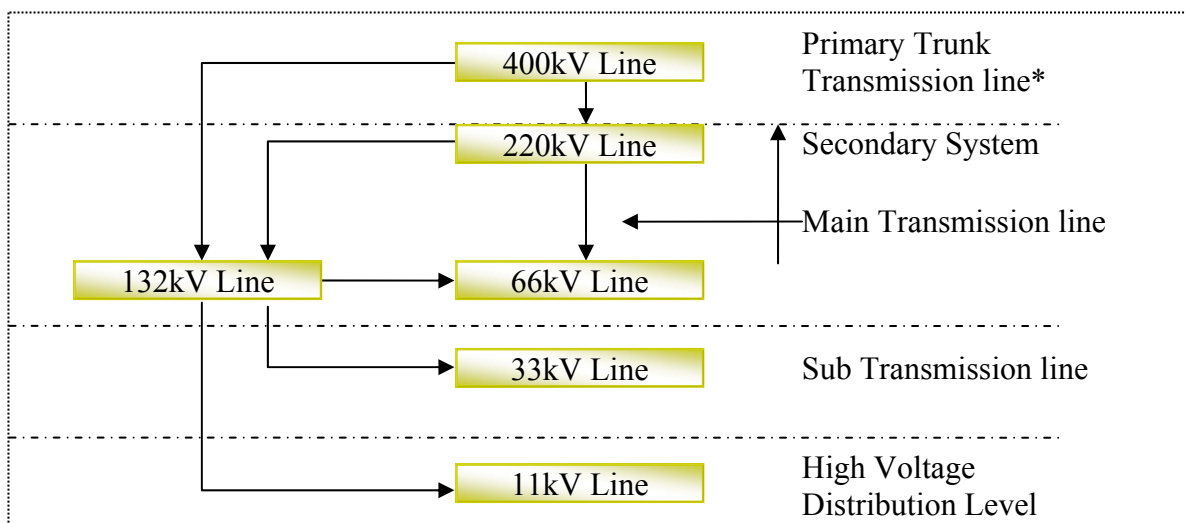 400kV Line
Primary Trunk
Transmission line*
220kV Line
Secondary System
Main Transmission line
132kV Line
66kV Line
33kV Line
Sub Transmission line
11kV Line
High Voltage
Distribution Level